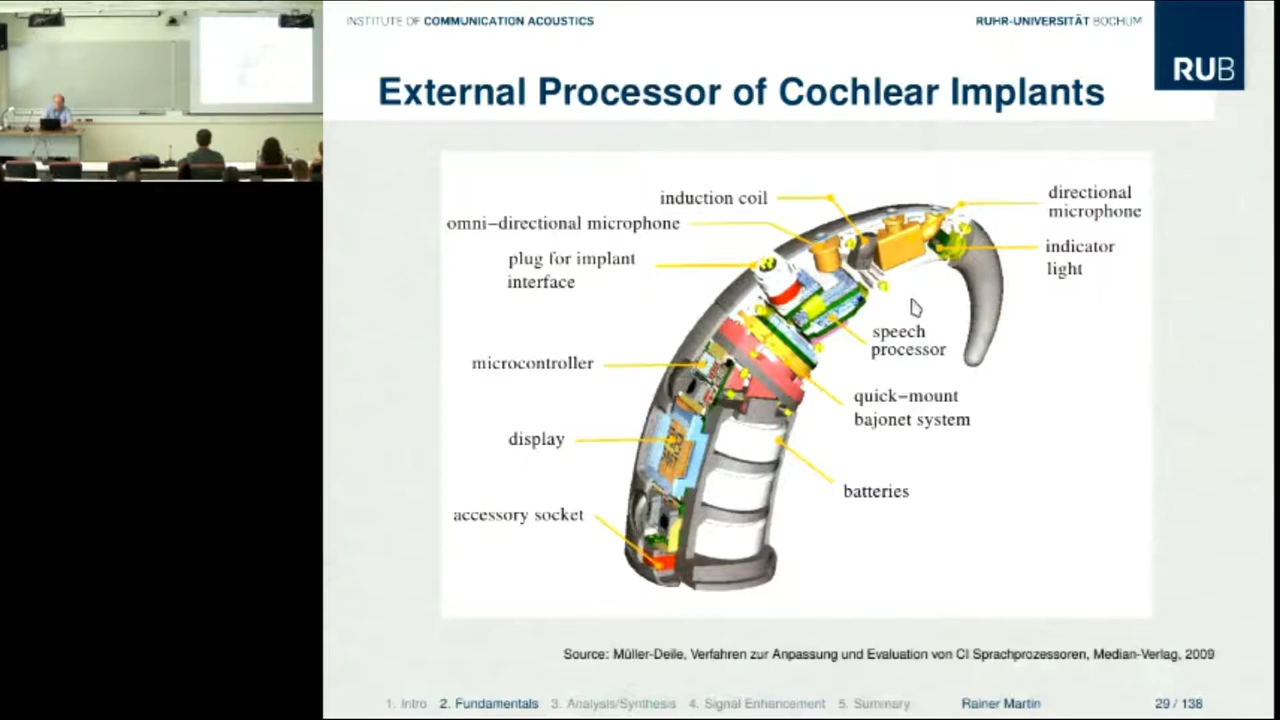 INSTITUTE OF COMMUNICATION ACOUSTICS
RUHR-UNIVERSITÄT BOCHUM
RUB
External Processor of Cochlear Implants
induction coil
omni–directional microphone
plug for implant
interface
microcontroller
display
accessory socket
directional
microphone
indicator
light
speech
processor
quick–mount
bajonet system
batteries
Source: Müller-Deile, Verfahren zur Anpassung und Evaluation von CI Sprachprozessoren, Median-Verlag, 2009
1. Intro 2. Fundamentals 3. Analysis/Synthesis 4. Signal Enhancement 5. Summary Rainer Martin 29 / 138